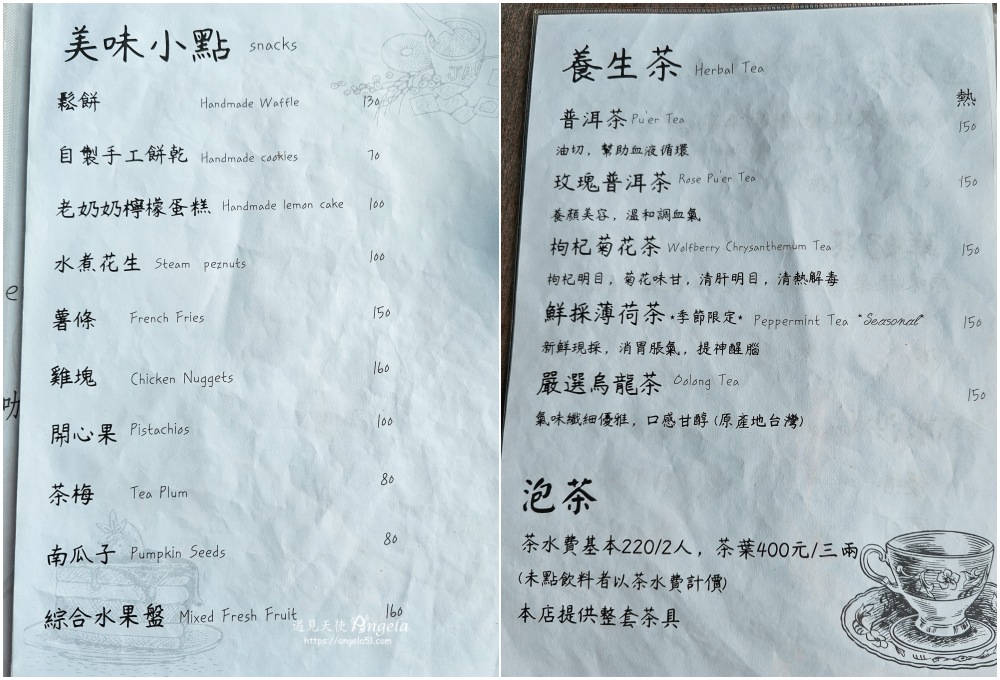 美味小點 snacks
鬆餅 Handmade Waffle 130
自製手工餅乾 Handmade cookies 70
老奶奶檸檬蛋糕 Handmade lemon cake 100
水煮花生 Steam peznuts 100
薯條 French Fries 150
雞塊 Chicken Nuggets 160
開心果 Pistachios 100
茶梅 Tea Plum 80
南瓜子 Pumpkin Seeds 80
綜合水果盤 Mixed Fresh Fruit 160
遇見天使 Angela
https://angela51.com
養生茶 Herbal Tea
熱
普洱茶 Pu'er Tea 150
油切，幫助血液循環
玫瑰普洱茶 Rose Pu'er Tea 150
養顏美容，溫和調血氣
枸杞菊花茶 Wolfberry Chrysanthemum Tea 150
枸杞明目，菊花味甘，清肝明目，清熱解毒
鮮採薄荷茶 *季節限定* Peppermint Tea *Seasonal* 150
新鮮現採，消胃脹氣，提神醒腦
嚴選烏龍茶 Oolong Tea 150
氣味纖細優雅，口感甘醇 (原產地台灣)
泡茶
茶水費基本220/2人，茶葉400元/三兩
(未點飲料者以茶水費計價)
本店提供整套茶具